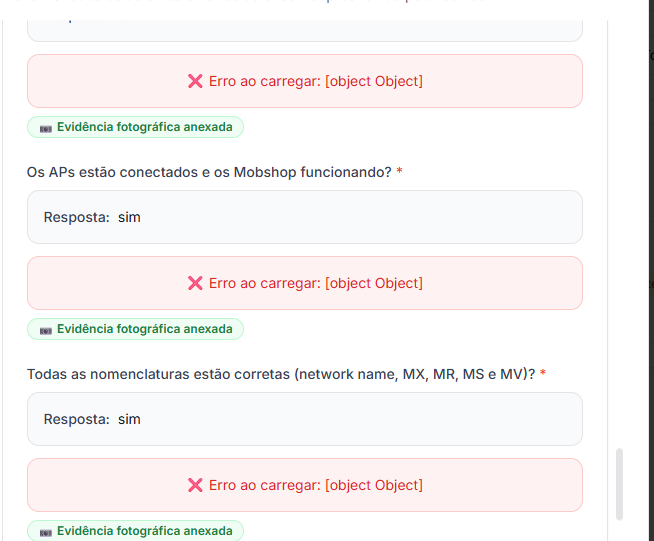 ❌ Erro ao carregar: [object Object]
📷 Evidência fotográfica anexada
Os APs estão conectados e os Mobshop funcionando? *
Resposta: sim
❌ Erro ao carregar: [object Object]
📷 Evidência fotográfica anexada
Todas as nomenclaturas estão corretas (network name, MX, MR, MS e MV)? *
Resposta: sim
❌ Erro ao carregar: [object Object]
📷 Evidência fotográfica anexada